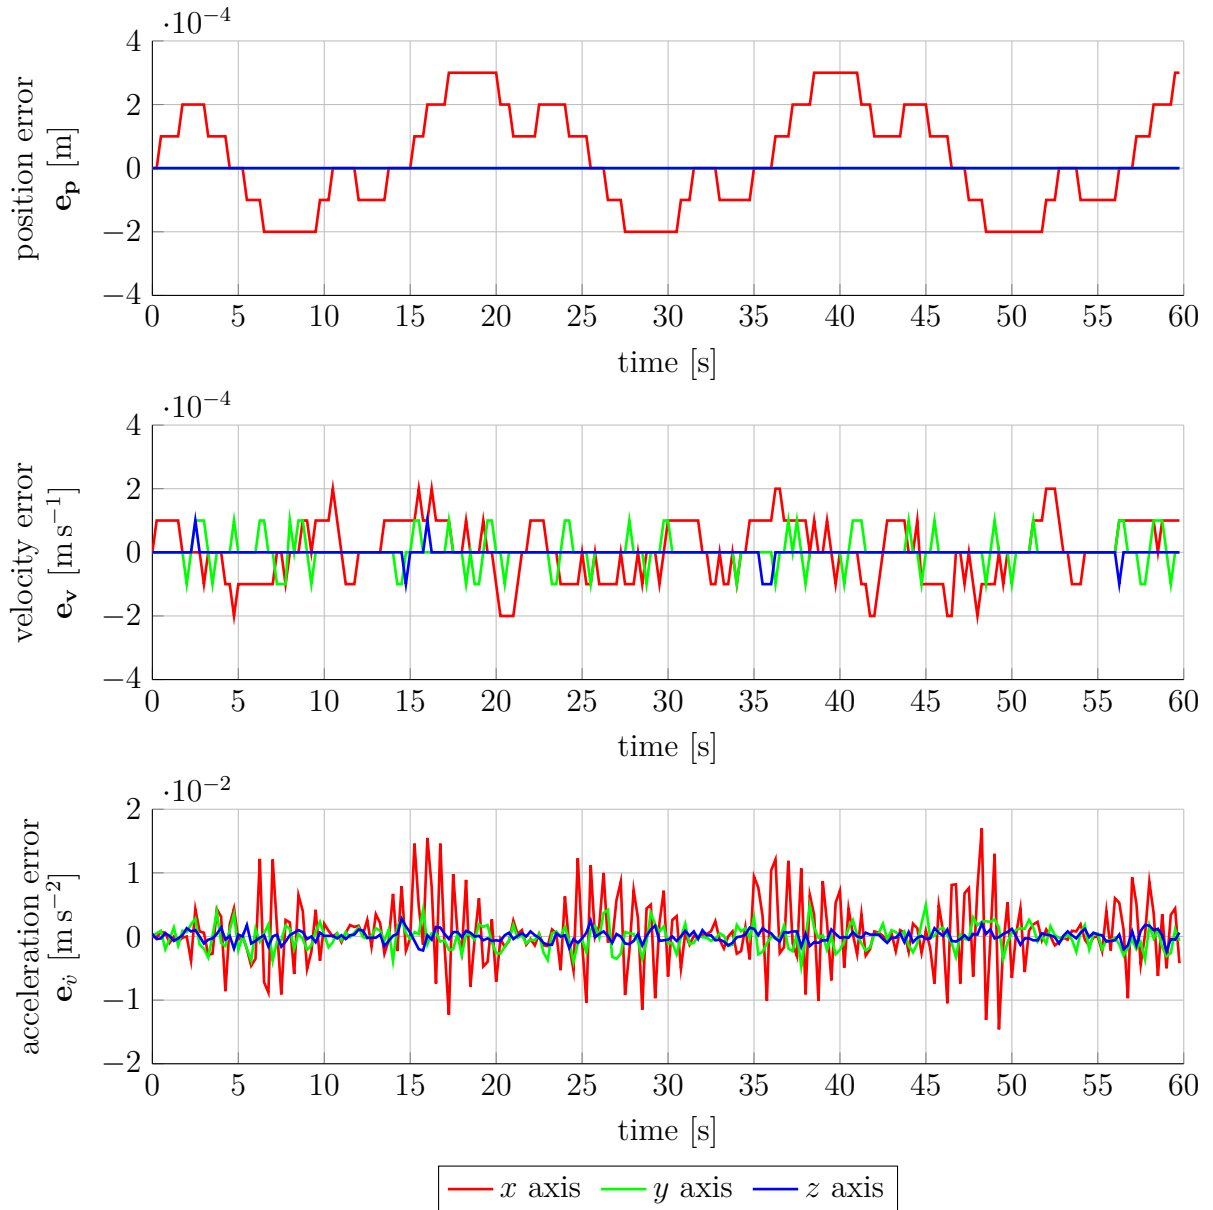 ·10⁻⁴
4
2
0
−2
−4
position error
e_p [m]
0 5 10 15 20 25 30 35 40 45 50 55 60
time [s]
·10⁻⁴
4
2
0
−2
−4
velocity error
e_v [m s⁻¹]
0 5 10 15 20 25 30 35 40 45 50 55 60
time [s]
·10⁻²
2
1
0
−1
−2
acceleration error
e_v̇ [m s⁻²]
0 5 10 15 20 25 30 35 40 45 50 55 60
time [s]
x axis y axis z axis